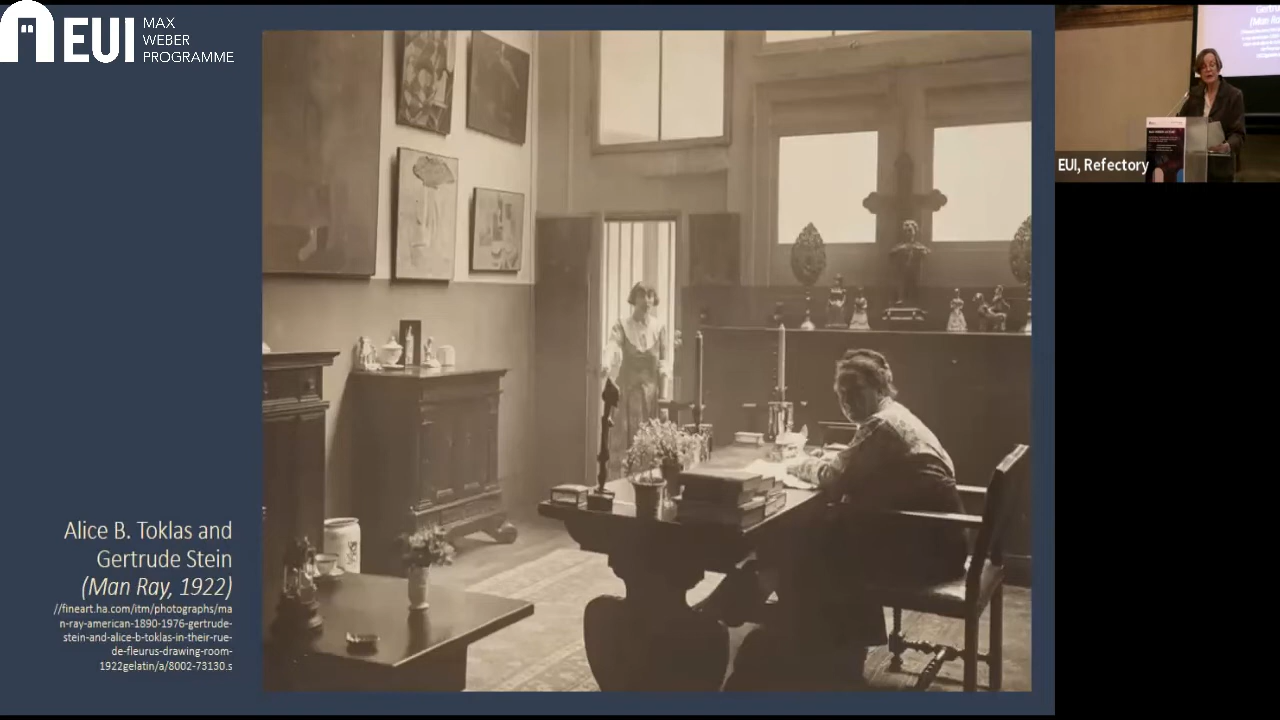 MAX
WEBER
PROGRAMME
EUI
EUI, Refectory
Alice B. Toklas and
Gertrude Stein
(Man Ray, 1922)
//fineart.ha.com/itm/photographs/ma
n-ray-american-1890-1976-gertrude-
stein-and-alice-b-toklas-in-their-rue-
de-fleurus-drawing-room-
1922gelatin/a/8002-73130.s